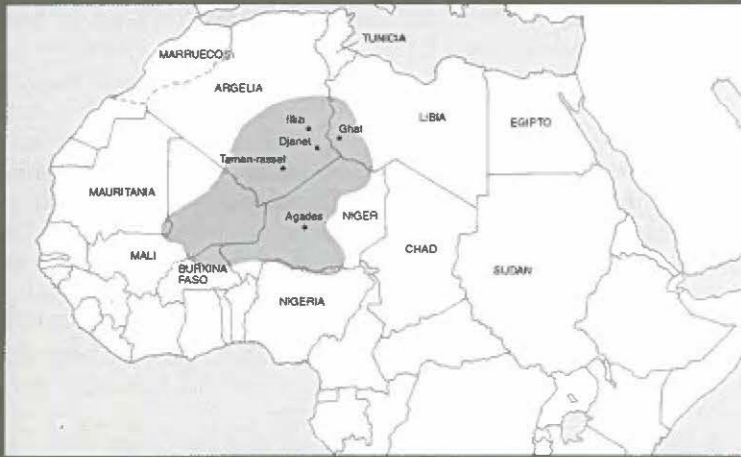 TUNICIA
MARRUECOS
ARGELIA
LIBIA
EGIPTO
Ghat
Djanet
Taman-rasset
MAURITANIA
Agades
NIGER
MALI
CHAD
SUDAN
BURKINA
FASO
NIGERIA